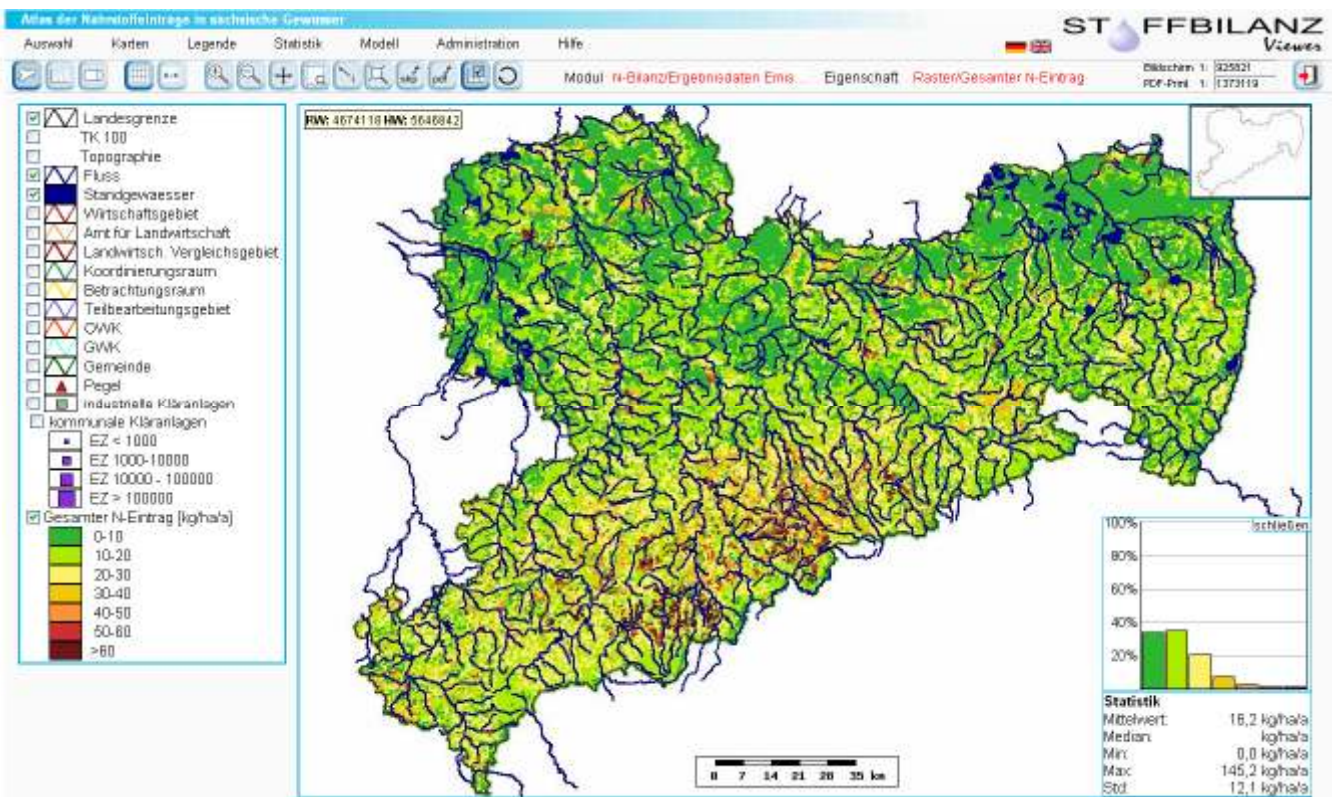 Atlas der Nährstoffeinträge in sächsische Gewässer
STOFFBILANZ
Viewer
Auswahl Karten Legende Statistik Modell Administration Hilfe
Modul N-Bilanz/Ergebnisdaten Emis... Eigenschaft Raster/Gesamter N-Eintrag
Bildschirm 1: 925821
PDF-Print 1: 1373119
RW: 4674118 HW: 5646842
Landesgrenze
TK 100
Topographie
Fluss
Standgewaesser
Wirtschaftsgebiet
Amt für Landwirtschaft
Landwirtsch. Vergleichsgebiet
Koordinierungsraum
Betrachtungsraum
Teilbearbeitungsgebiet
OWK
GWK
Gemeinde
Pegel
industrielle Kläranlagen
kommunale Kläranlagen
EZ < 1000
EZ 1000-10000
EZ 10000 - 100000
EZ > 100000
Gesamter N-Eintrag [kg/ha/a]
0-10
10-20
20-30
30-40
40-50
50-60
>60
schließen
100%
80%
60%
40%
20%
Statistik
Mittelwert: 16,2 kg/ha/a
Median: kg/ha/a
Min: 0,0 kg/ha/a
Max: 145,2 kg/ha/a
Std: 12,1 kg/ha/a
0 7 14 21 28 35 km